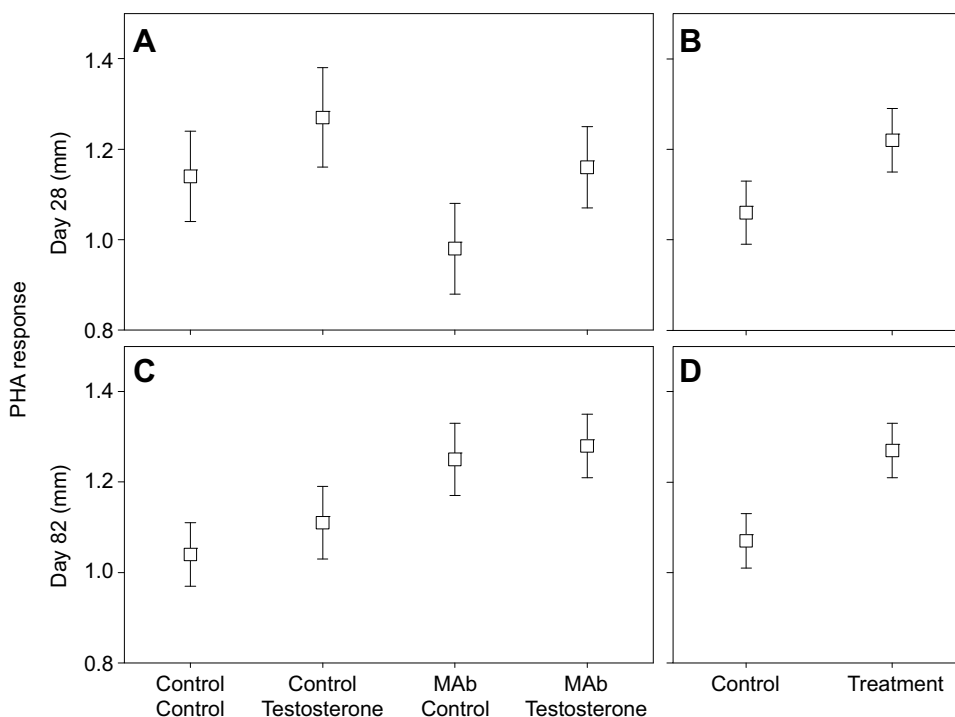 A
B
1.4
1.2
1.0
0.8
Day 28 (mm)
PHA response
C
D
1.4
1.2
1.0
0.8
Day 82 (mm)
Control Control MAb MAb Control Treatment
Control Testosterone Control Testosterone